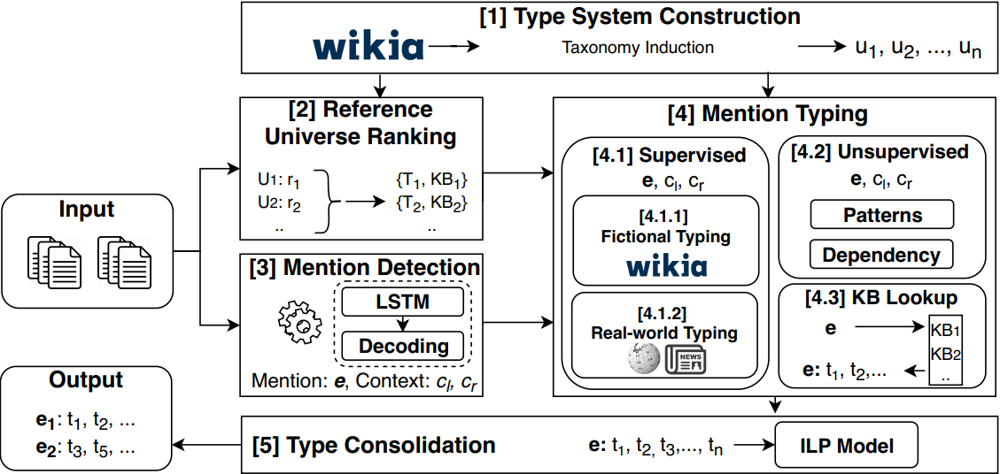 [1] Type System Construction
wikia
Taxonomy Induction
u1, u2, ..., un
[2] Reference
Universe Ranking
U1: r1
{T1, KB1}
U2: r2
{T2, KB2}
..
..
Input
[3] Mention Detection
LSTM
Decoding
Mention: e, Context: cl, cr
[4] Mention Typing
[4.1] Supervised
e, cl, cr
[4.1.1]
Fictional Typing
wikia
[4.1.2]
Real-world Typing
NEWS
[4.2] Unsupervised
e, cl, cr
Patterns
Dependency
[4.3] KB Lookup
e
KB1
KB2
e: t1, t2,...
..
Output
e1: t1, t2, ...
e2: t3, t5, ...
[5] Type Consolidation
e: t1, t2, t3,..., tn
ILP Model